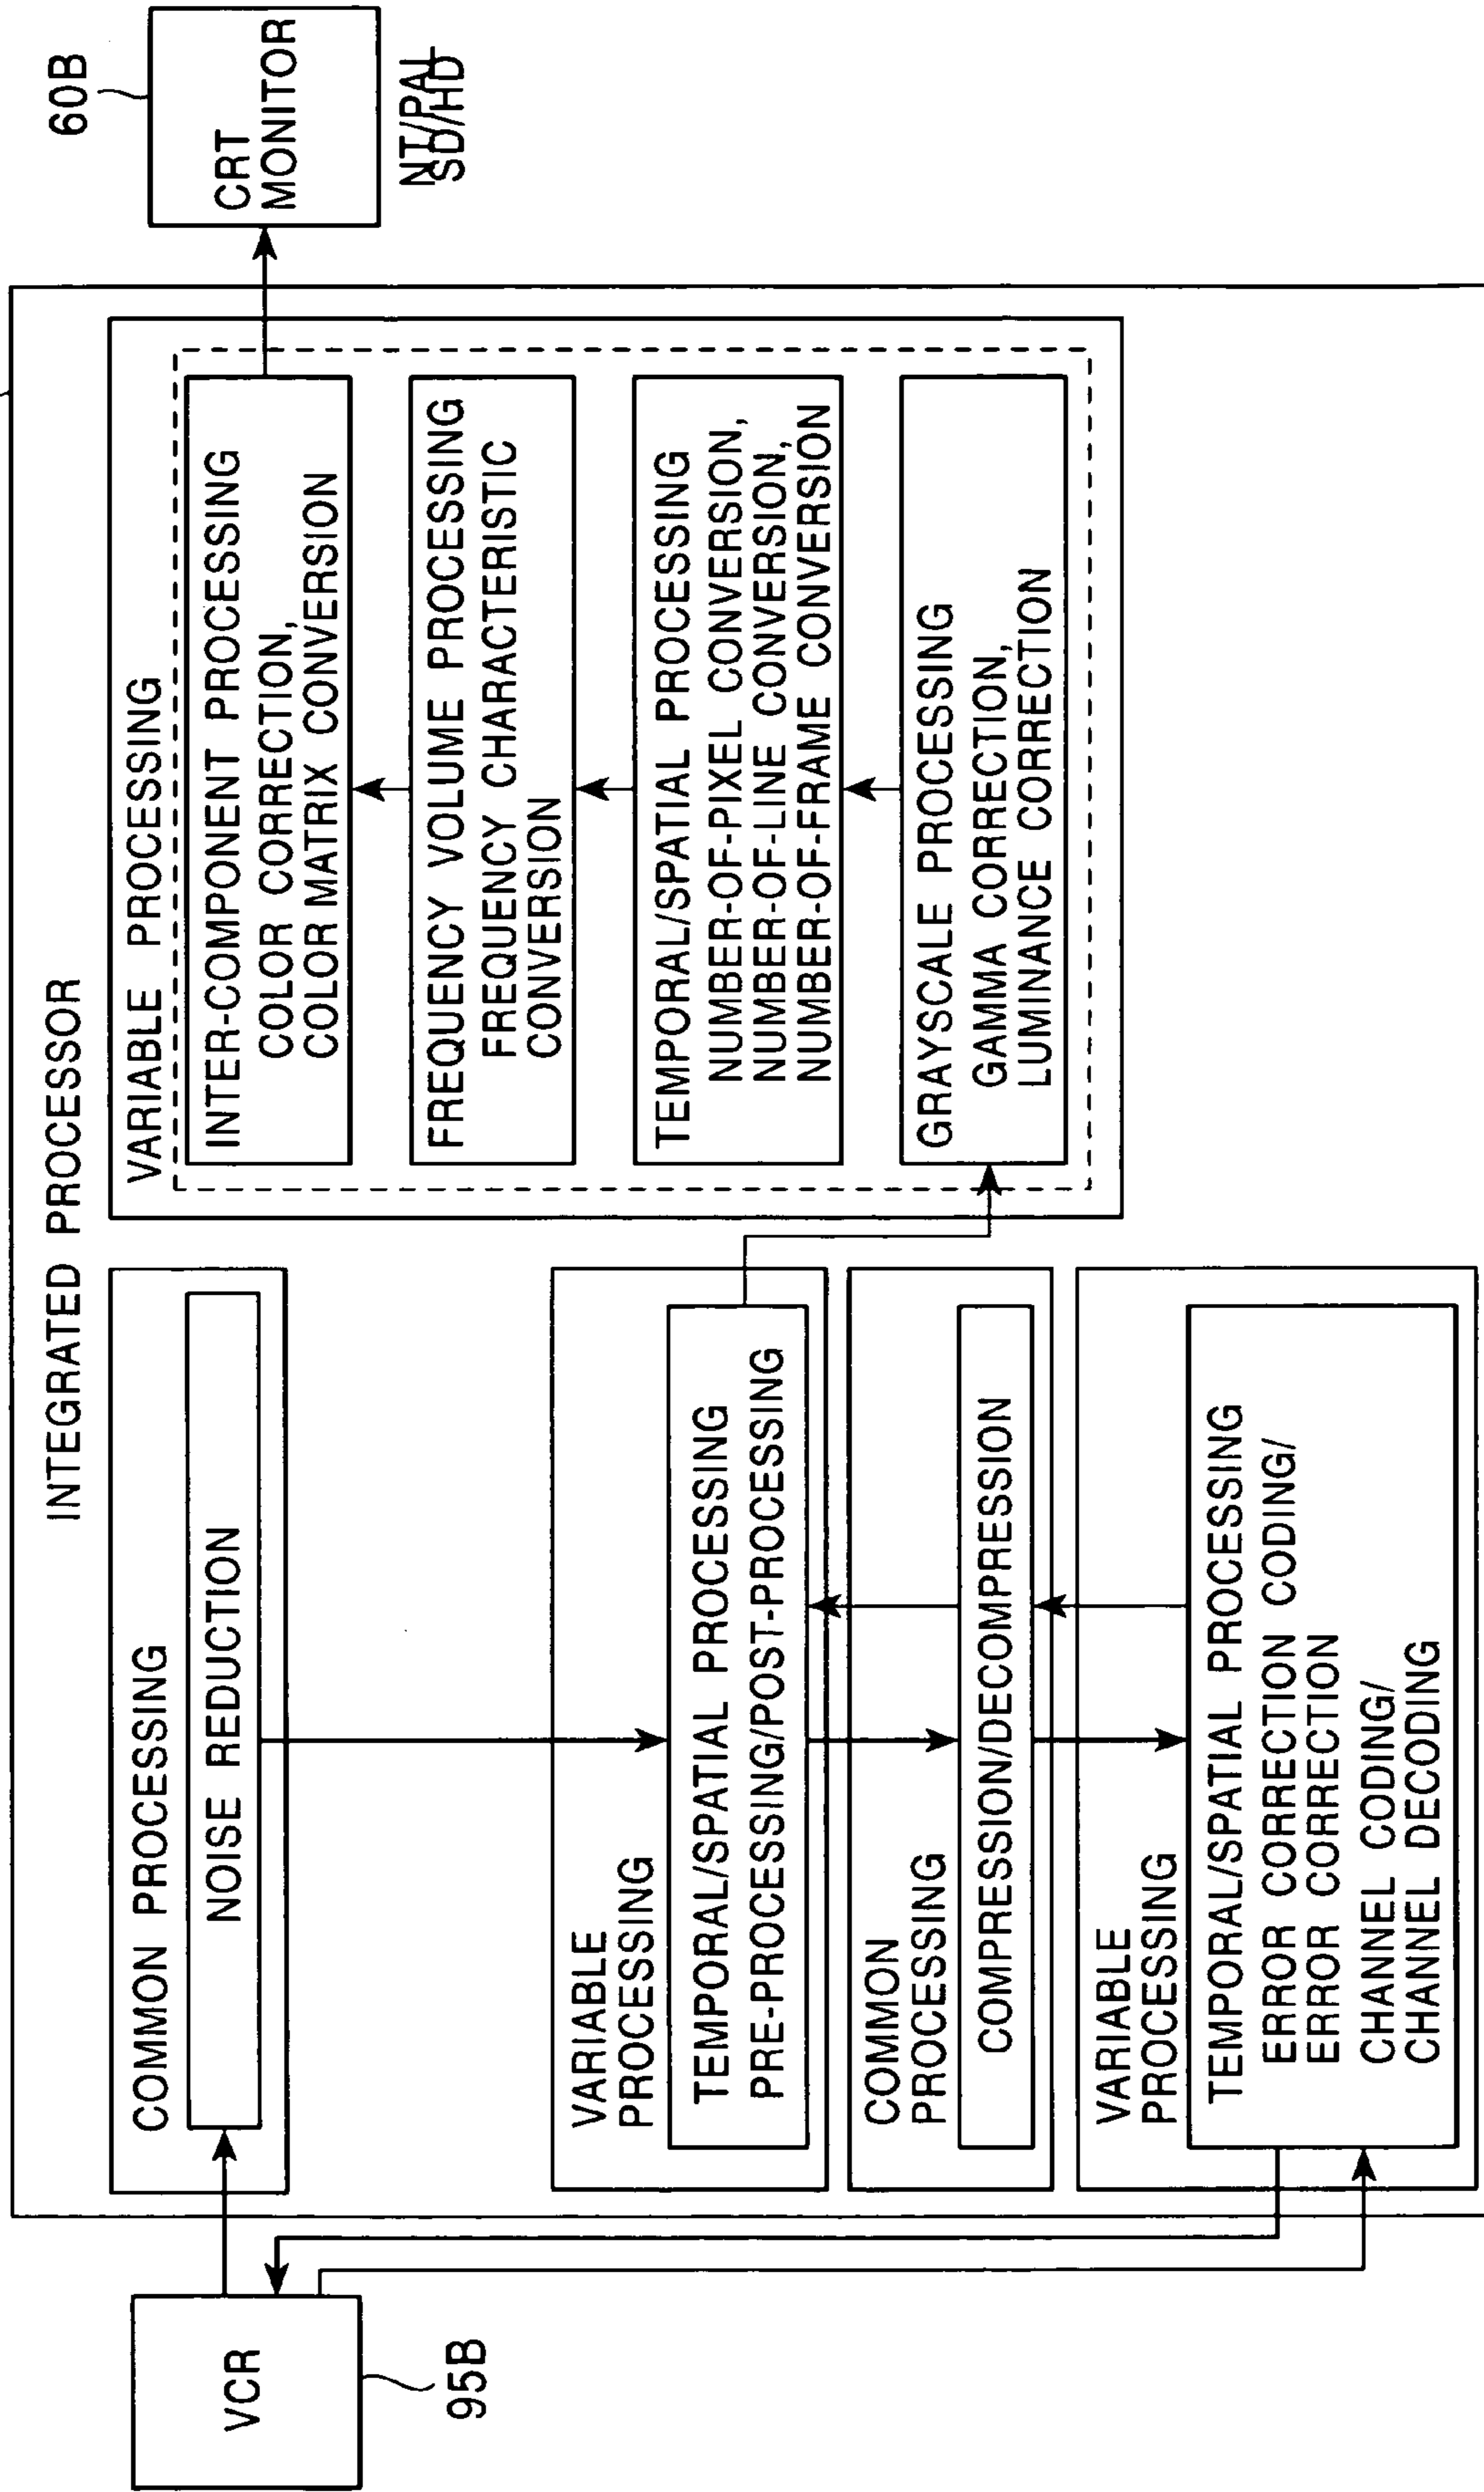 INTEGRATED PROCESSOR
VCR
95B
COMMON PROCESSING
NOISE REDUCTION
VARIABLE
PROCESSING
TEMPORAL/SPATIAL PROCESSING
PRE-PROCESSING/POST-PROCESSING
COMMON
PROCESSING
COMPRESSION/DECOMPRESSION
VARIABLE
PROCESSING
TEMPORAL/SPATIAL PROCESSING
ERROR CORRECTION CODING/
ERROR CORRECTION
CHANNEL CODING/
CHANNEL DECODING
VARIABLE PROCESSING
INTER-COMPONENT PROCESSING
COLOR CORRECTION,
COLOR MATRIX CONVERSION
FREQUENCY VOLUME PROCESSING
FREQUENCY CHARACTERISTIC
CONVERSION
TEMPORAL/SPATIAL PROCESSING
NUMBER-OF-PIXEL CONVERSION,
NUMBER-OF-LINE CONVERSION,
NUMBER-OF-FRAME CONVERSION
GRAYSCALE PROCESSING
GAMMA CORRECTION,
LUMINANCE CORRECTION
60B
CRT
MONITOR
NT/PAL
SD/HD